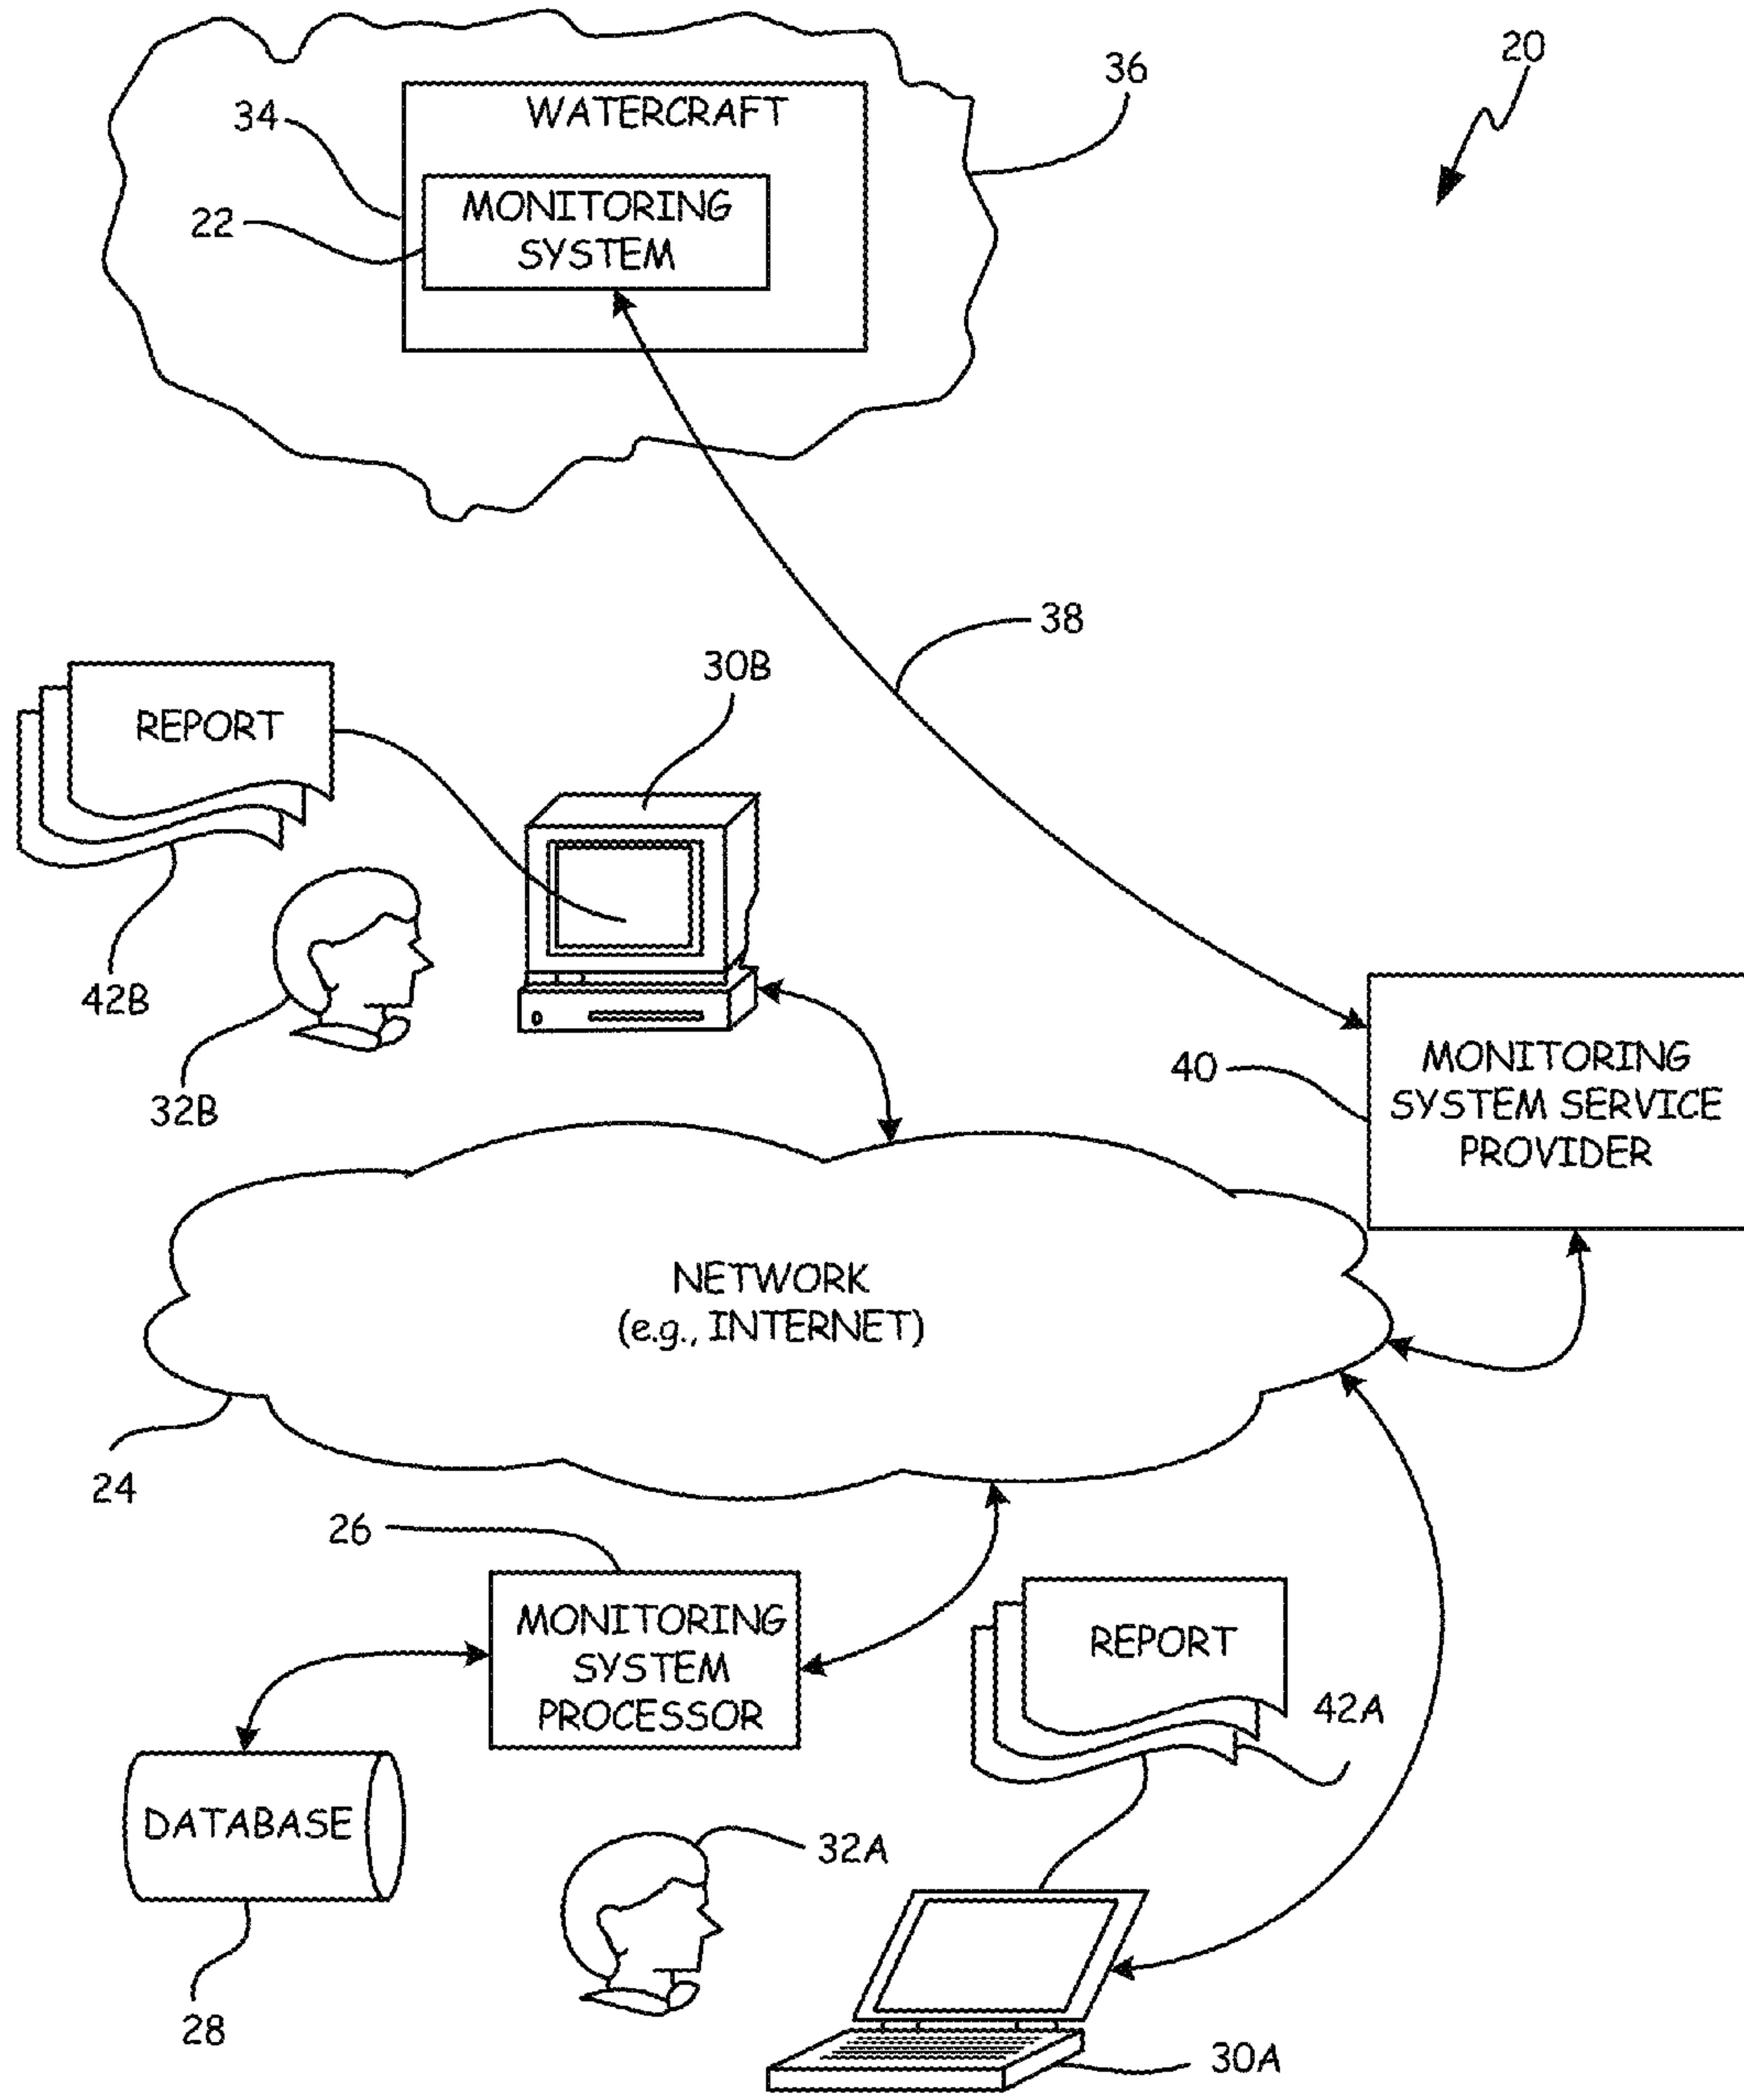 20
36
34
WATERCRAFT
22
MONITORING
SYSTEM
38
30B
REPORT
42B
32B
40
MONITORING
SYSTEM SERVICE
PROVIDER
NETWORK
(e.g., INTERNET)
24
26
MONITORING
SYSTEM
PROCESSOR
REPORT
42A
DATABASE
32A
28
30A